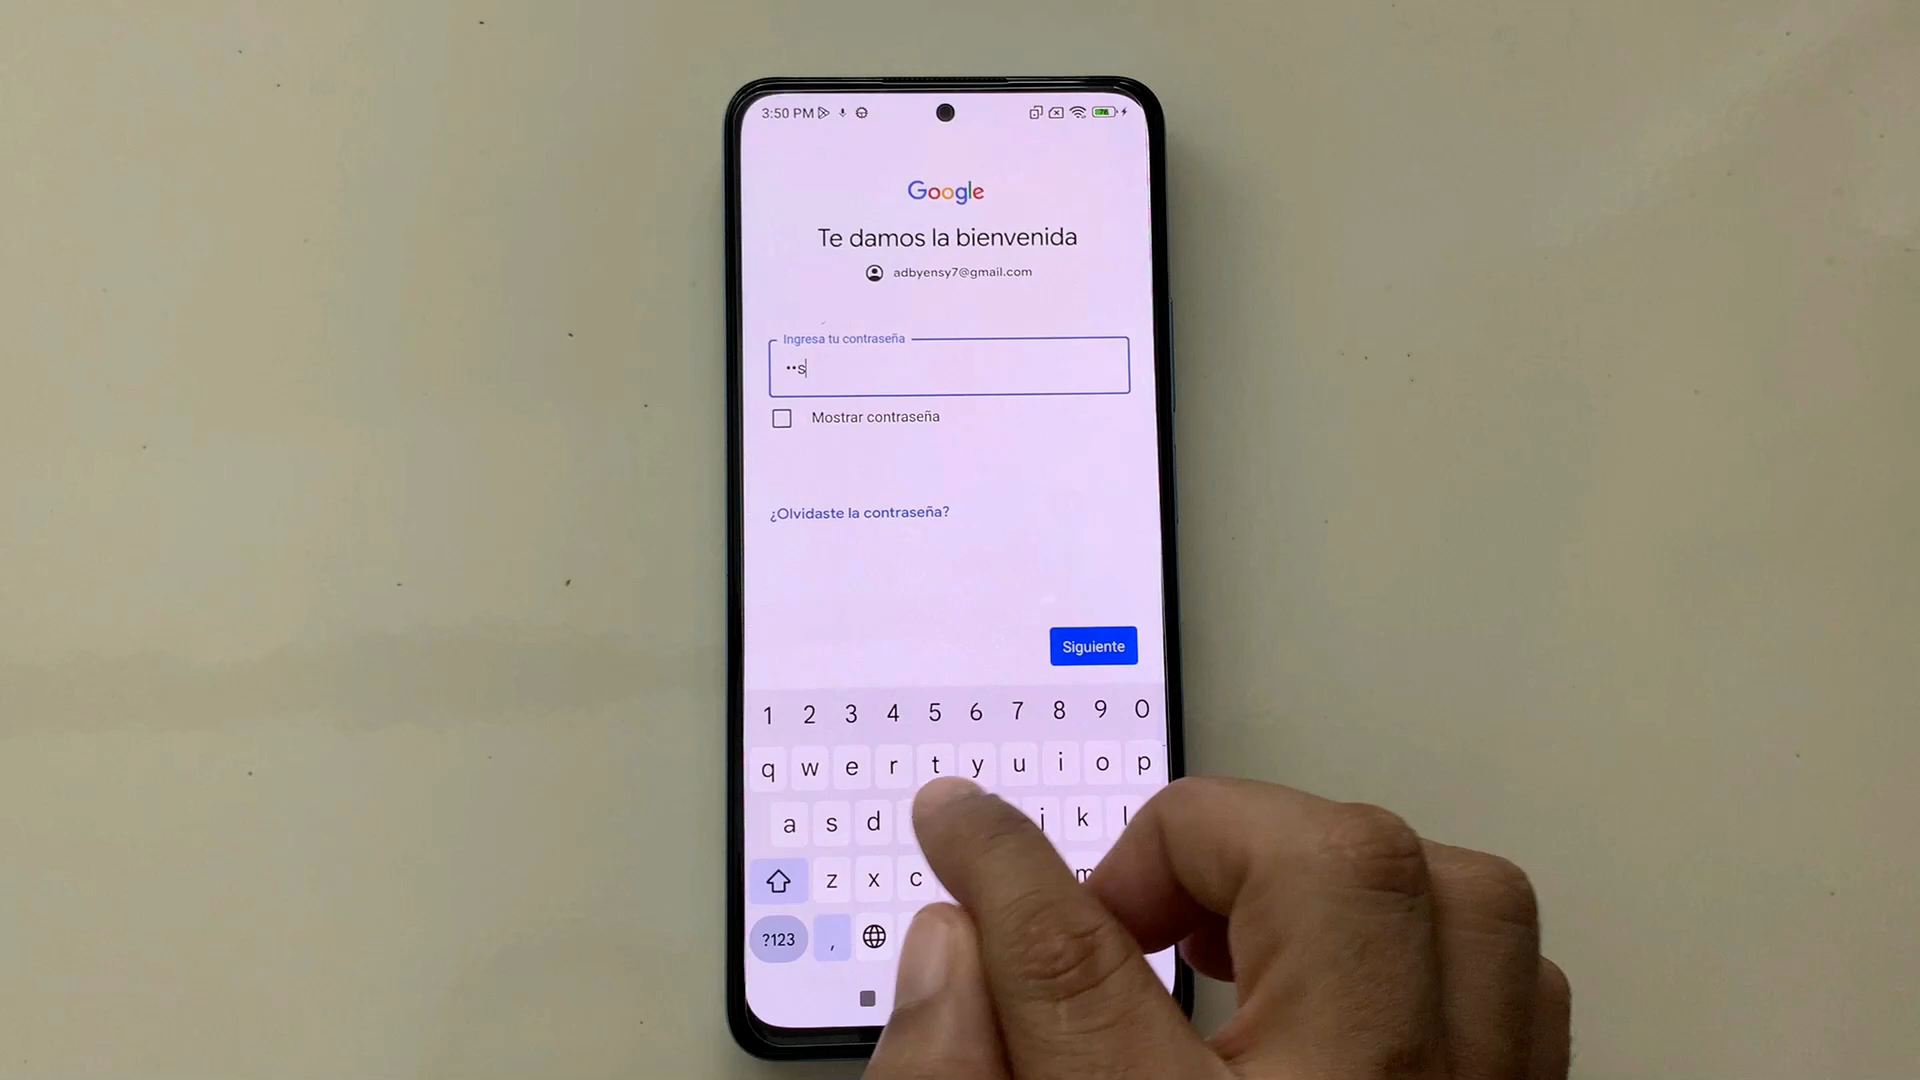 3:50 PM
76
Google
Te damos la bienvenida
adbyensy7@gmail.com
Ingresa tu contraseña
••s
Mostrar contraseña
¿Olvidaste la contraseña?
Siguiente
1 2 3 4 5 6 7 8 9 0
q w e r t y u i o p
a s d j k l
z x c m
?123 ,